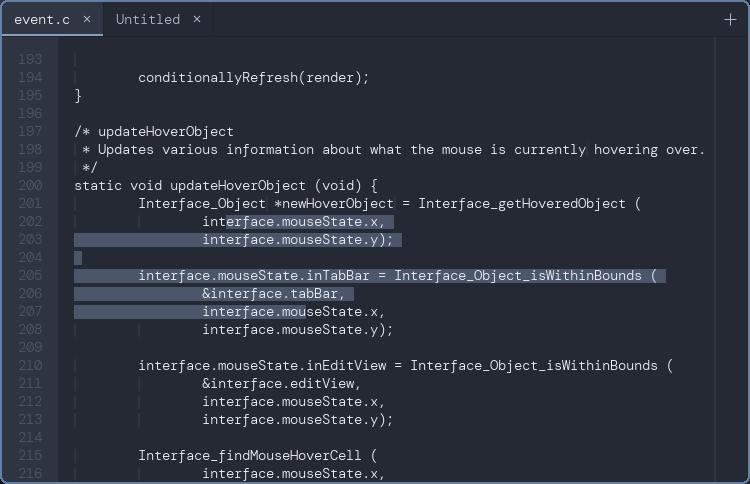 event.c × Untitled × +
193
194 conditionallyRefresh(render);
195 }
196
197 /* updateHoverObject
198 * Updates various information about what the mouse is currently hovering over.
199 */
200 static void updateHoverObject (void) {
201 Interface_Object *newHoverObject = Interface_getHoveredObject (
202 interface.mouseState.x,
203 interface.mouseState.y);
204
205 interface.mouseState.inTabBar = Interface_Object_isWithinBounds (
206 &interface.tabBar,
207 interface.mouseState.x,
208 interface.mouseState.y);
209
210 interface.mouseState.inEditView = Interface_Object_isWithinBounds (
211 &interface.editView,
212 interface.mouseState.x,
213 interface.mouseState.y);
214
215 Interface_findMouseHoverCell (
216 interface.mouseState.x,